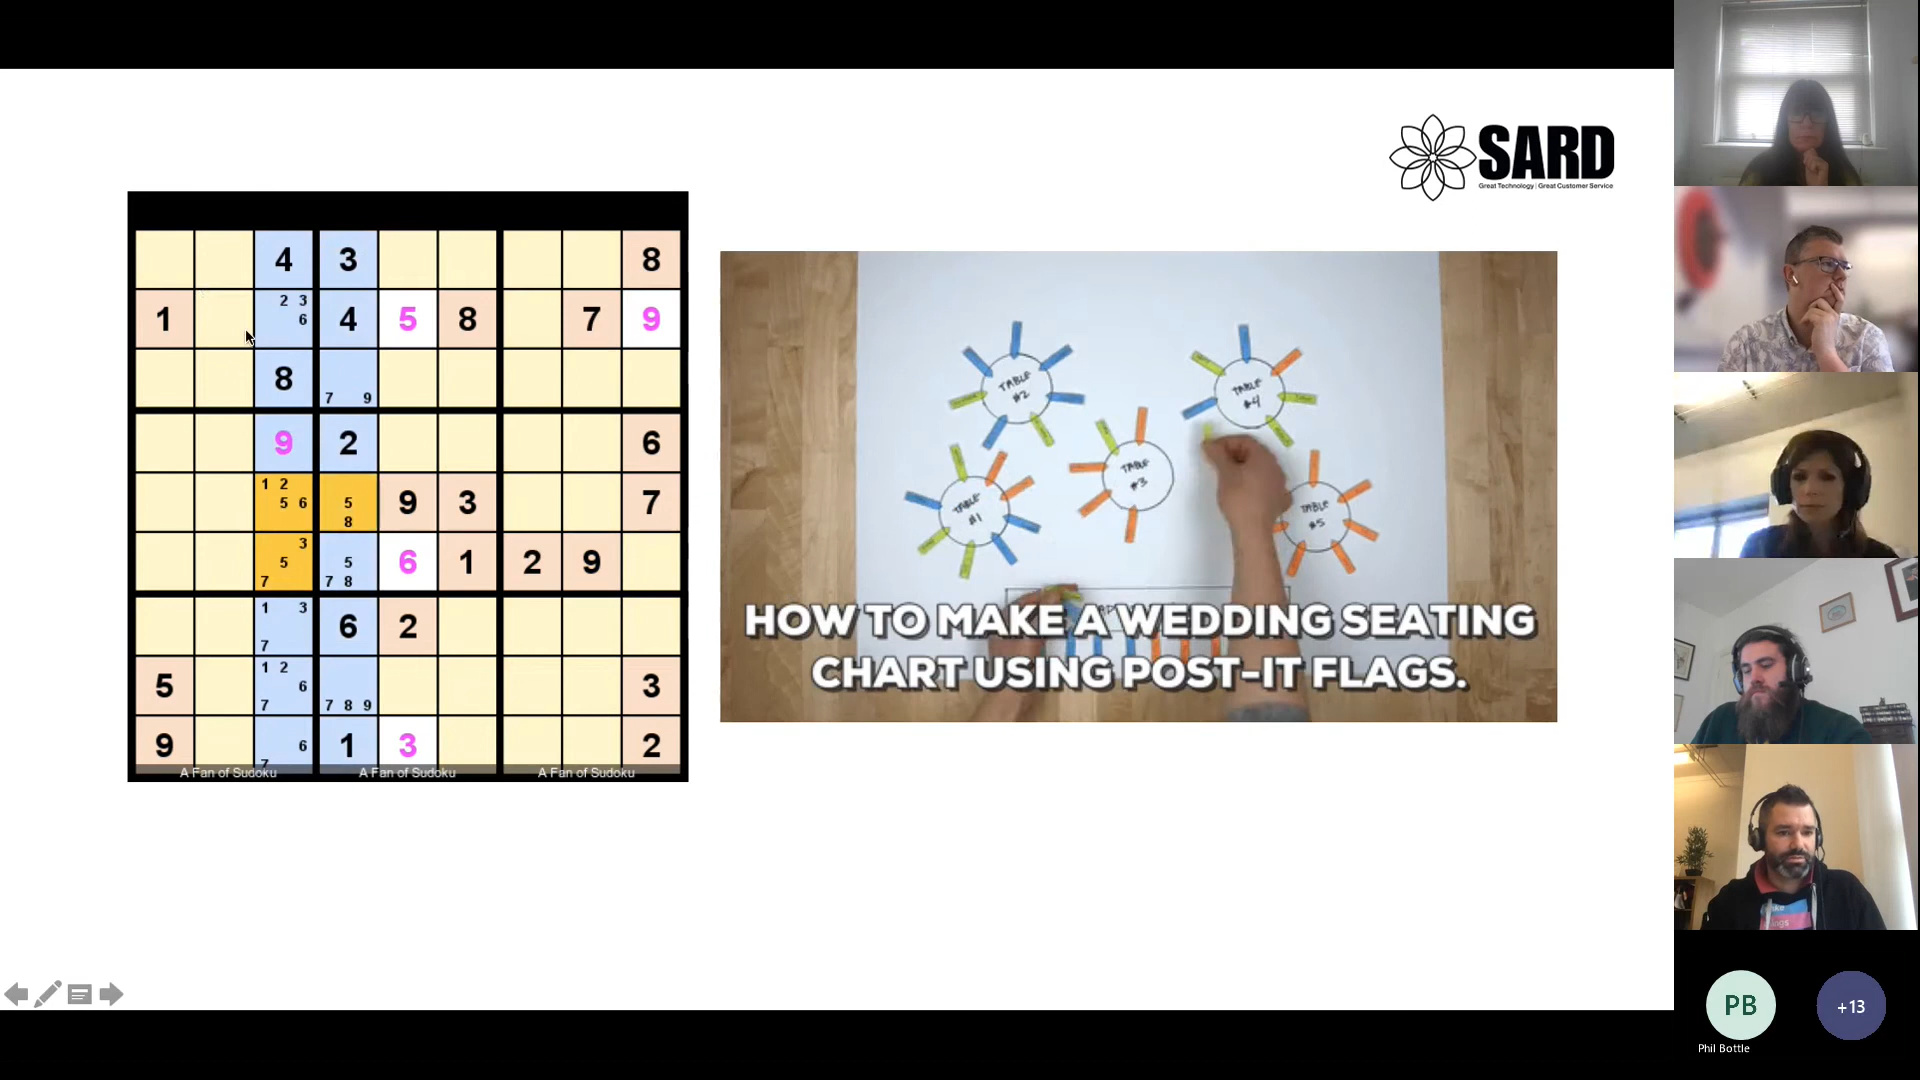 SARD
Great Technology | Great Customer Service
4 3 8
1 2 3 6 4 5 8 7 9
8 7 9
9 2 6
1 2 5 6 5 8 9 3 7
3 5 7 5 7 8 6 1 2 9
1 3 7 6 2
5 1 2 6 7 7 8 9 3
9 6 7 1 3 2
A Fan of Sudoku A Fan of Sudoku A Fan of Sudoku
TABLE
#2
TABLE
#4
TABLE
#3
TABLE
#1
TABLE
#5
HOW TO MAKE A WEDDING SEATING
CHART USING POST-IT FLAGS.
PB
+13
Phil Bottle